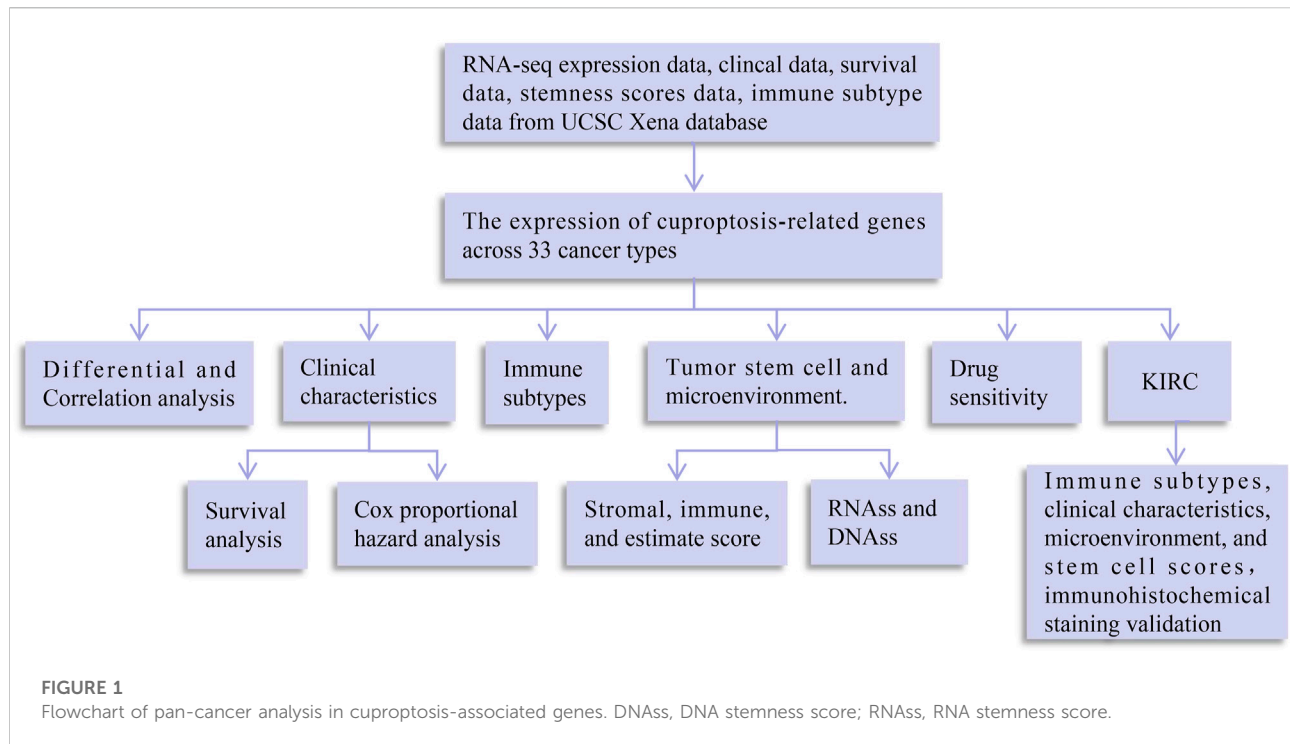 RNA-seq expression data, clincal data, survival
data, stemness scores data, immune subtype
data from UCSC Xena database
The expression of cuproptosis-related genes
across 33 cancer types
Differential and
Correlation analysis
Clinical
characteristics
Immune
subtypes
Tumor stem cell and
microenvironment.
Drug
sensitivity
KIRC
Survival
analysis
Cox proportional
hazard analysis
Stromal, immune,
and estimate score
RNAss and
DNAss
Immune subtypes,
clinical characteristics,
microenvironment, and
stem cell scores，
immunohistochemical
staining validation
FIGURE 1
Flowchart of pan-cancer analysis in cuproptosis-associated genes. DNAss, DNA stemness score; RNAss, RNA stemness score.